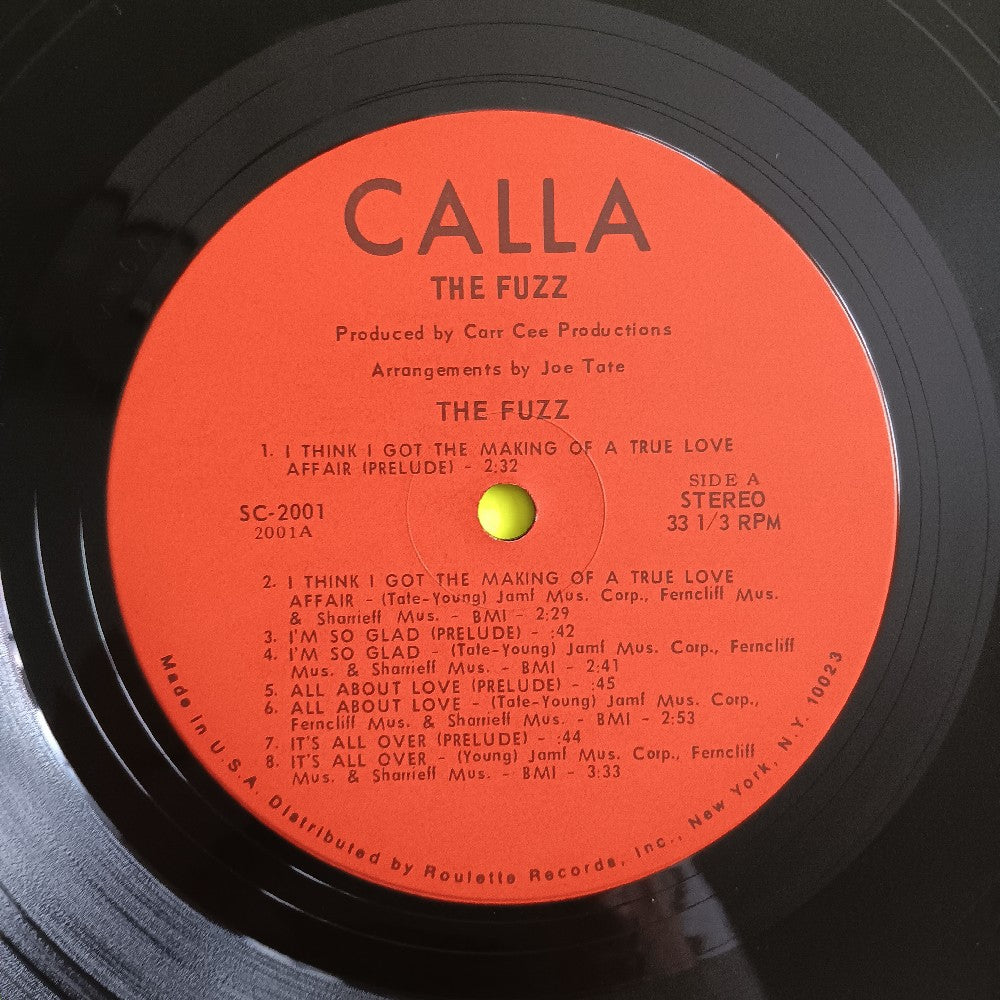 CALLA
THE FUZZ
Produced by Carr Cee Productions
Arrangements by Joe Tate
THE FUZZ
1. I THINK I GOT THE MAKING OF A TRUE LOVE
AFFAIR (PRELUDE) - 2:32
SC-2001
2001A
SIDE A
STEREO
33 1/3 RPM
2. I THINK I GOT THE MAKING OF A TRUE LOVE
AFFAIR - (Tate-Young) Jamf Mus. Corp., Ferncliff Mus.
& Sharrieff Mus. - BMI - 2:29
3. I'M SO GLAD (PRELUDE) - :42
4. I'M SO GLAD - (Tate-Young) Jamf Mus. Corp., Ferncliff
Mus. & Sharrieff Mus. - BMI - 2:41
5. ALL ABOUT LOVE (PRELUDE) - :45
6. ALL ABOUT LOVE - (Tate-Young) Jamf Mus. Corp.,
Ferncliff Mus. & Sharrieff Mus. - BMI - 2:53
7. IT'S ALL OVER (PRELUDE) - :44
8. IT'S ALL OVER - (Young) Jamf Mus. Corp., Ferncliff
Mus. & Sharrieff Mus. - BMI - 3:33
Made in U.S.A. Distributed by Roulette Records, Inc., New York, N.Y. 10023